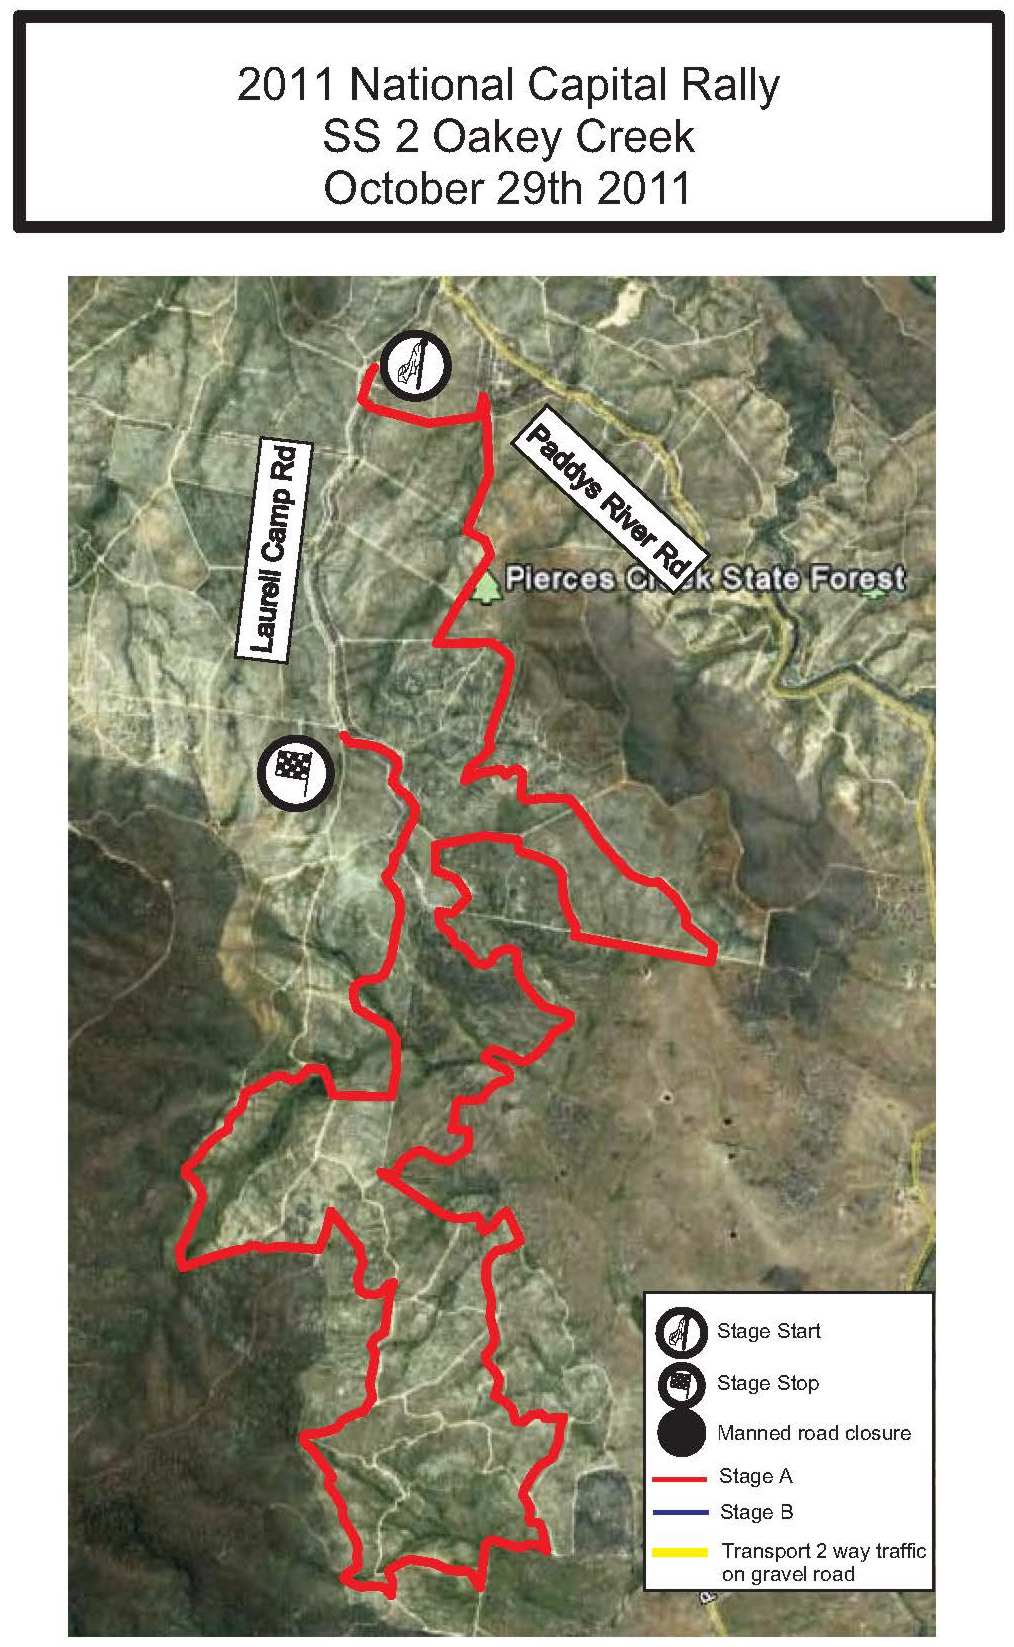 2011 National Capital Rally
SS 2 Oakey Creek
October 29th 2011
Laurell Camp Rd
Paddys River Rd
Pierces C ek State Forest
Stage Start
Stage Stop
Manned road closure
Stage A
Stage B
Transport 2 way traffic
on gravel road